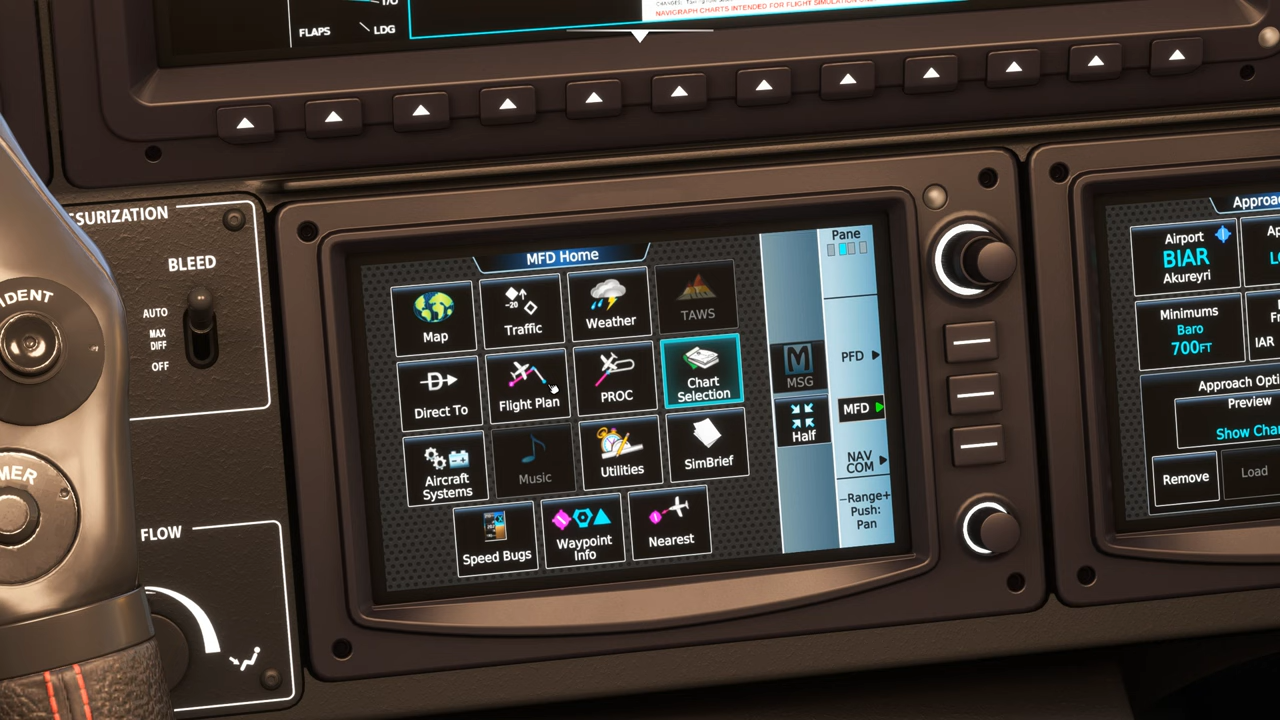 FLAPS
LDG
NAVIGRAPH CHARTS INTENDED FOR FLIGHT SIMULATION
SURIZATION
BLEED
AUTO
MAX
DIFF
OFF
IDENT
MER
FLOW
MFD Home
Map
Traffic
Weather
TAWS
Direct To
Flight Plan
PROC
Chart
Selection
Aircraft
Systems
Music
Utilities
SimBrief
Speed Bugs
Waypoint
Info
Nearest
MSG
Half
Pane
PFD
MFD
NAV
COM
−Range+
Push:
Pan
Approa
Airport
BIAR
Akureyri
Ap
Minimums
Baro
700FT
IAR
Approach Opti
Preview
Show Char
Remove
Load